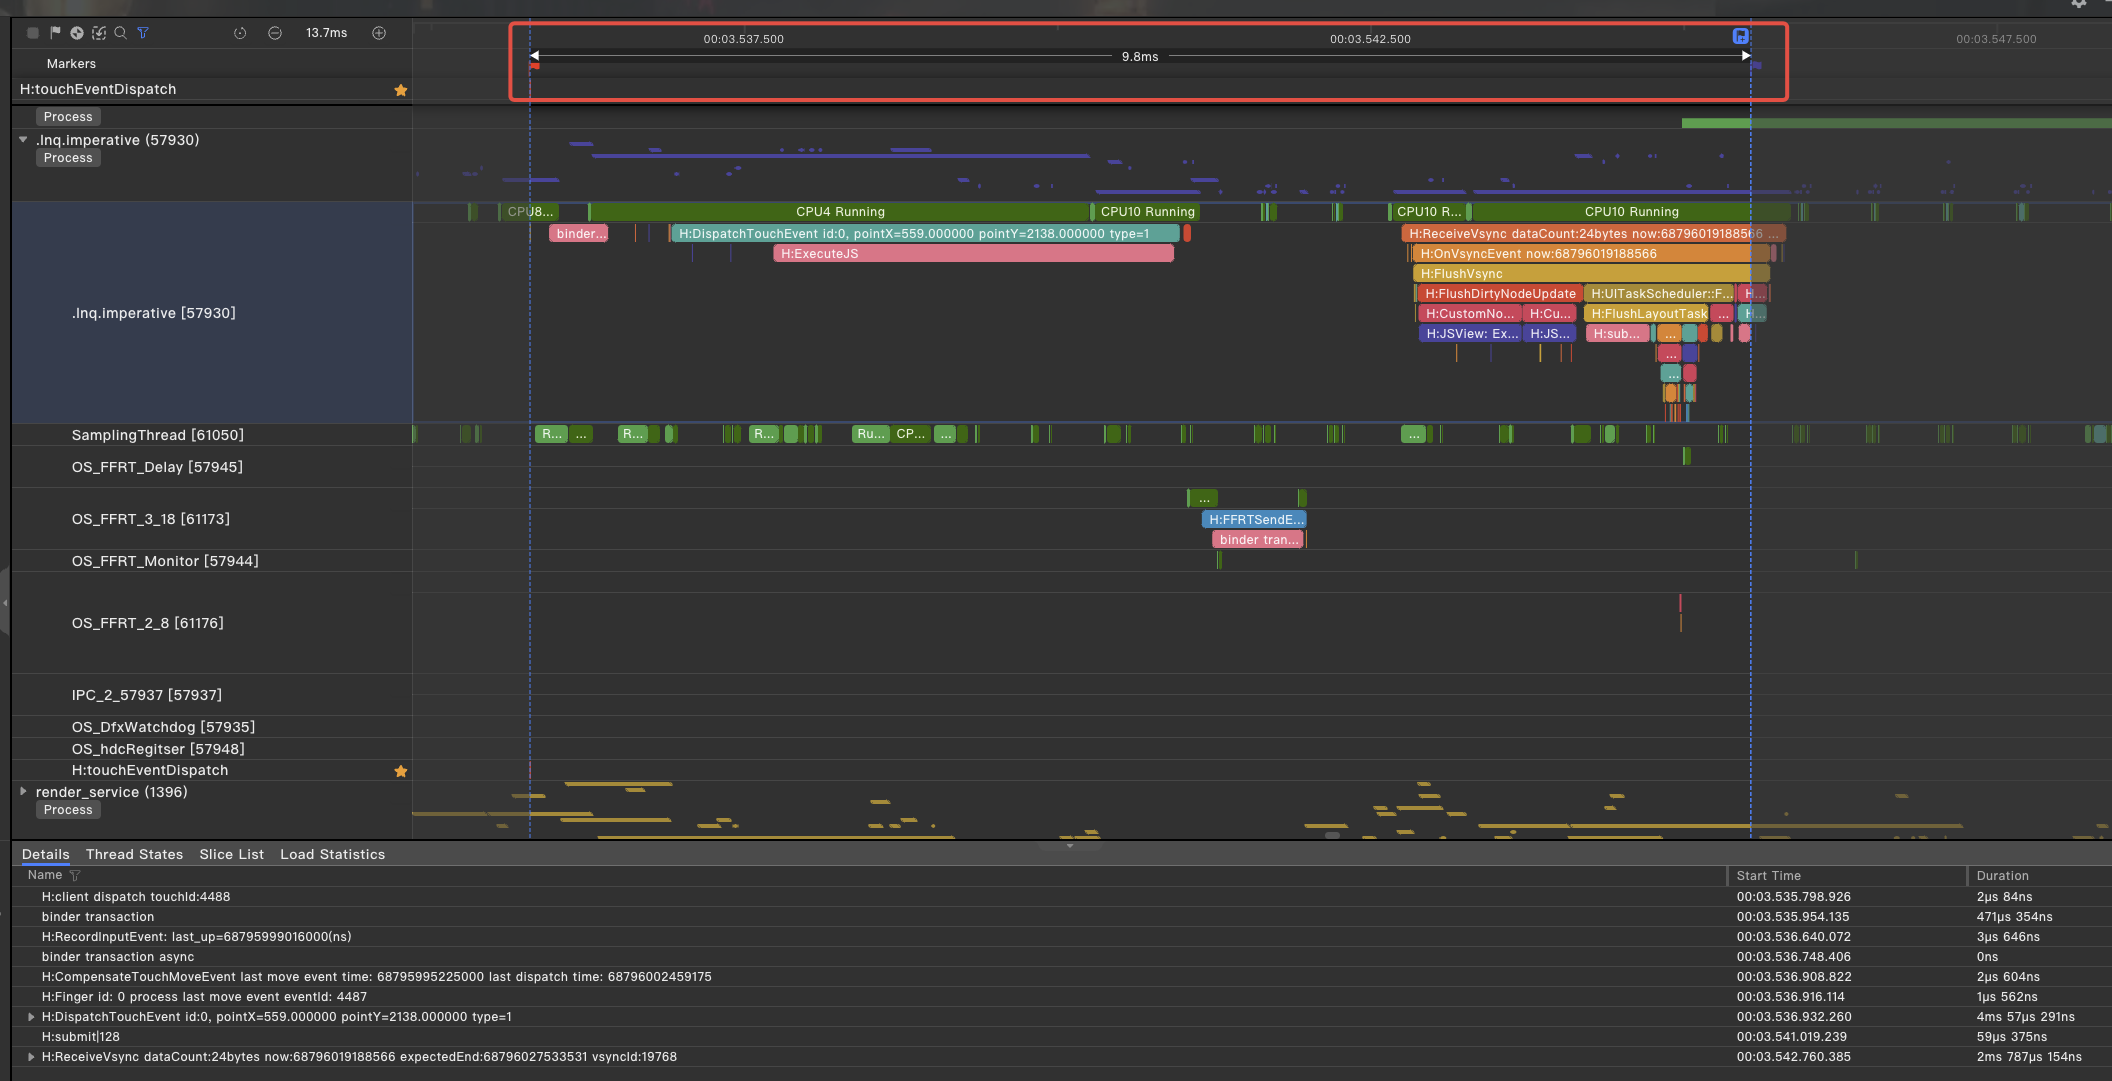 13.7ms
00:03.537.500
00:03.542.500
00:03.547.500
9.8ms
Markers
H:touchEventDispatch
Process
.lnq.imperative (57930)
Process
CPU8...
CPU4 Running
CPU10 Running
CPU10 R...
CPU10 Running
binder...
H:DispatchTouchEvent id:0, pointX=559.000000 pointY=2138.000000 type=1
H:ReceiveVsync dataCount:24bytes now:68796019188566 ...
H:ExecuteJS
H:OnVsyncEvent now:68796019188566
H:FlushVsync
H:FlushDirtyNodeUpdate
H:UITaskScheduler::F...
H...
.lnq.imperative [57930]
H:CustomNo...
H:Cu...
H:FlushLayoutTask
...
H...
H:JSView: Ex...
H:JS...
H:sub...
...
...
...
SamplingThread [61050]
R...
...
R...
R...
Ru...
CP...
...
...
OS_FFRT_Delay [57945]
...
OS_FFRT_3_18 [61173]
H:FFRTSendE...
binder tran...
OS_FFRT_Monitor [57944]
OS_FFRT_2_8 [61176]
IPC_2_57937 [57937]
OS_DfxWatchdog [57935]
OS_hdcRegitser [57948]
H:touchEventDispatch
render_service (1396)
Process
Details Thread States Slice List Load Statistics
Name Start Time Duration
H:client dispatch touchId:4488 00:03.535.798.926 2μs 84ns
binder transaction 00:03.535.954.135 471μs 354ns
H:RecordInputEvent: last_up=68795999016000(ns) 00:03.536.640.072 3μs 646ns
binder transaction async 00:03.536.748.406 0ns
H:CompensateTouchMoveEvent last move event time: 68795995225000 last dispatch time: 68796002459175 00:03.536.908.822 2μs 604ns
H:Finger id: 0 process last move event eventId: 4487 00:03.536.916.114 1μs 562ns
H:DispatchTouchEvent id:0, pointX=559.000000 pointY=2138.000000 type=1 00:03.536.932.260 4ms 57μs 291ns
H:submit|128 00:03.541.019.239 59μs 375ns
H:ReceiveVsync dataCount:24bytes now:68796019188566 expectedEnd:68796027533531 vsyncId:19768 00:03.542.760.385 2ms 787μs 154ns